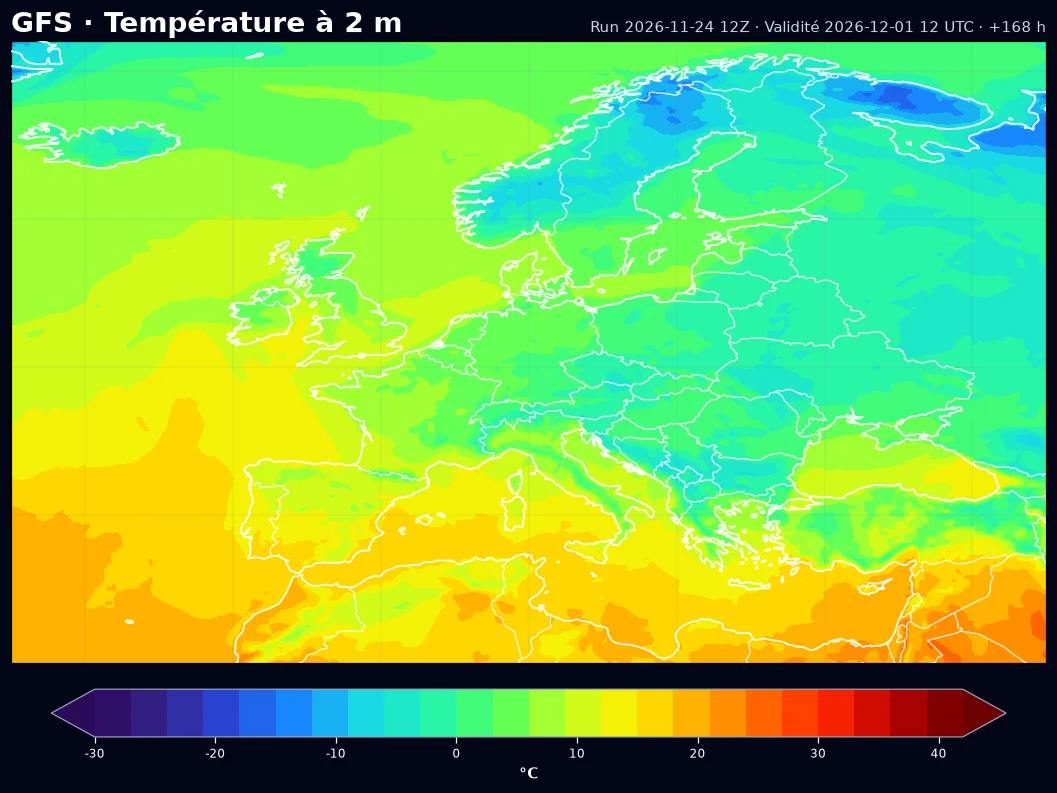 GFS · Température à 2 m
Run 2026-11-24 12Z · Validité 2026-12-01 12 UTC · +168 h
-30 -20 -10 0 10 20 30 40
°C